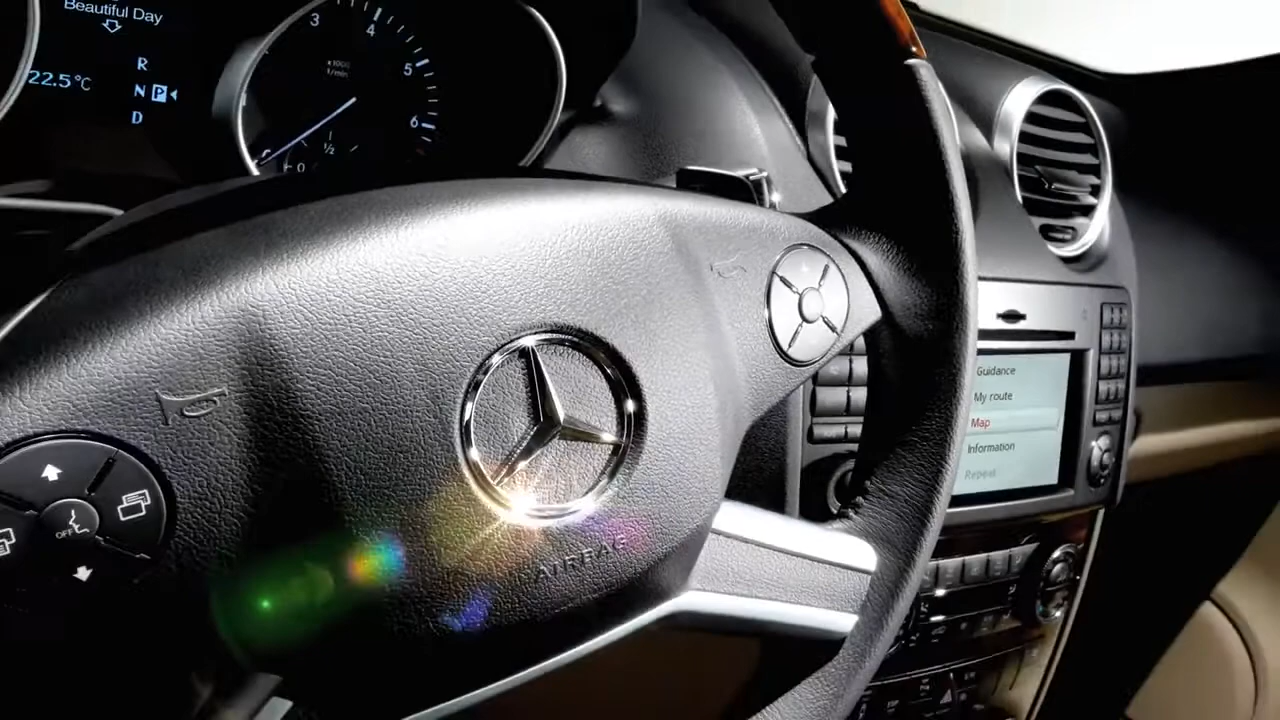 Beautiful Day
22.5°C
R
N P
D
3
4
5
6
x1000
1/min
½
0
OFF
AIRBAG
Guidance
My route
Map
Information
Repeat